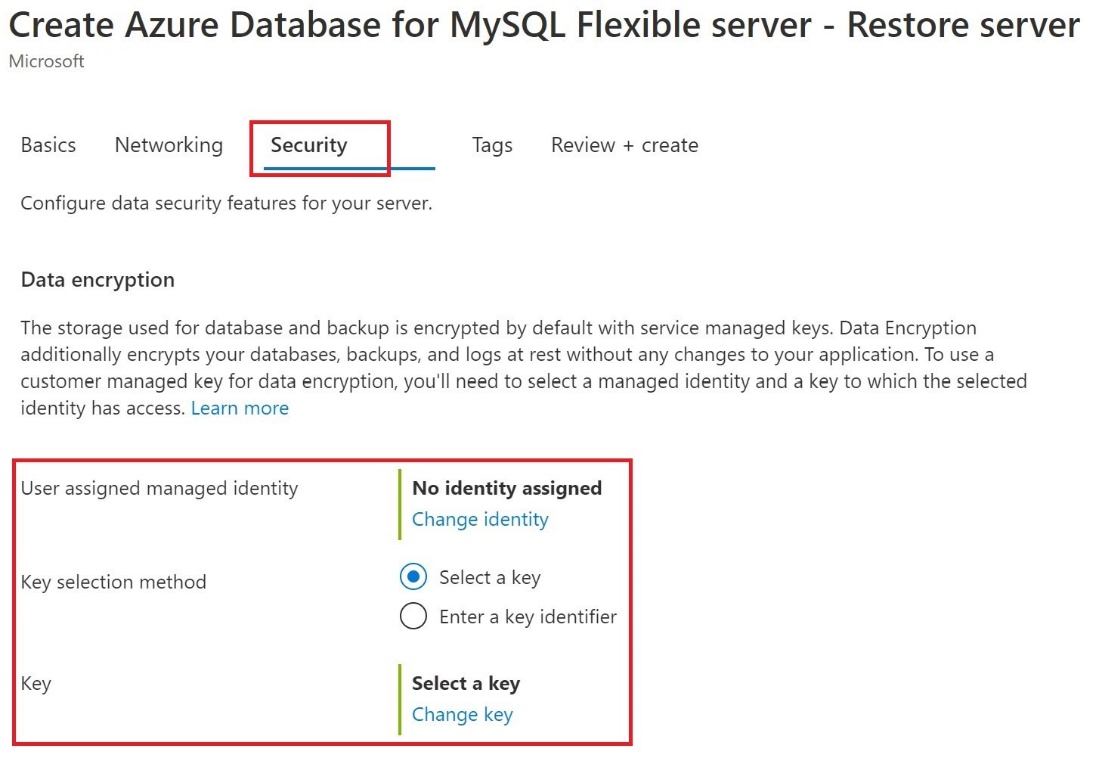 Create Azure Database for MySQL Flexible server - Restore server
Microsoft
Basics Networking Security Tags Review + create
Configure data security features for your server.
Data encryption
The storage used for database and backup is encrypted by default with service managed keys. Data Encryption
additionally encrypts your databases, backups, and logs at rest without any changes to your application. To use a
customer managed key for data encryption, you'll need to select a managed identity and a key to which the selected
identity has access. Learn more
User assigned managed identity No identity assigned
Change identity
Key selection method Select a key
Enter a key identifier
Key Select a key
Change key